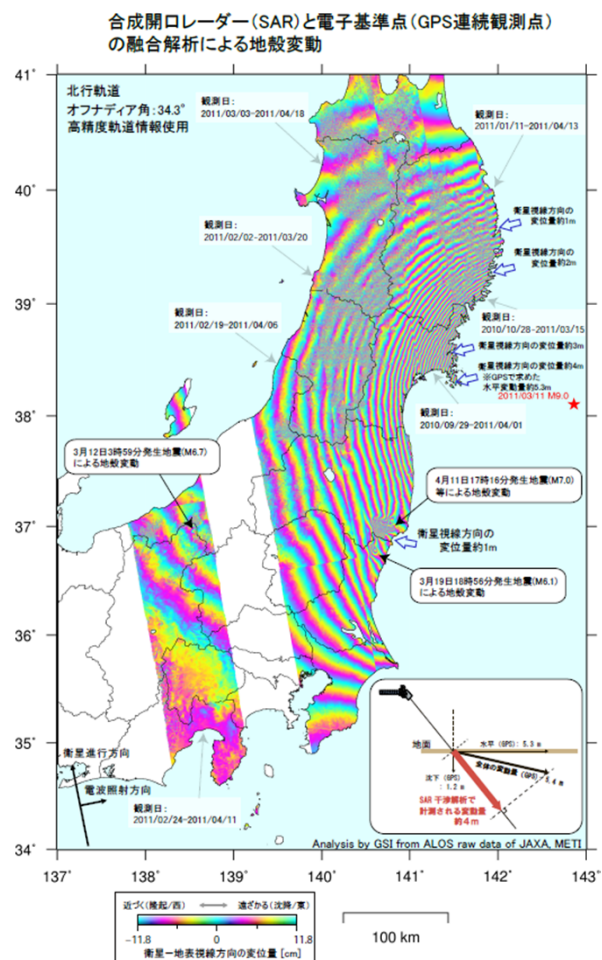 合成開口レーダー(SAR)と電子基準点(GPS連続観測点)
の融合解析による地殻変動
41°
北行軌道
オフナディア角:34.3°
高精度軌道情報使用
観測日:
2011/03/03-2011/04/18
観測日:
2011/01/11-2011/04/13
40°
衛星視線方向の
変位量約1m
観測日:
2011/02/02-2011/03/20
衛星視線方向の
変位量約2m
39°
観測日:
2011/02/19-2011/04/06
観測日:
2010/10/28-2011/03/15
衛星視線方向の変位量約3m
衛星視線方向の変位量約4m
※GPSで求めた
水平変動量約5.3m
2011/03/11 M9.0
38°
観測日:
2010/09/29-2011/04/01
3月12日3時59分発生地震(M6.7)
による地殻変動
4月11日17時16分発生地震(M7.0)
等による地殻変動
37°
衛星視線方向の
変位量約1m
3月19日18時56分発生地震(M6.1)
による地殻変動
36°
35°
地面
水平 (GPS) : 5.3 m
全体の変動量 (GPS) : 5.4 m
沈下 (GPS)
: 1.2 m
SAR 干渉解析で
計測される変動量
約4m
衛星進行方向
電波照射方向
観測日:
2011/02/24-2011/04/11
Analysis by GSI from ALOS raw data of JAXA, METI
34°
137° 138° 139° 140° 141° 142° 143°
近づく(隆起/西) 遠ざかる(沈降/東)
-11.8 0 11.8
衛星-地表視線方向の変位量 [cm]
100 km